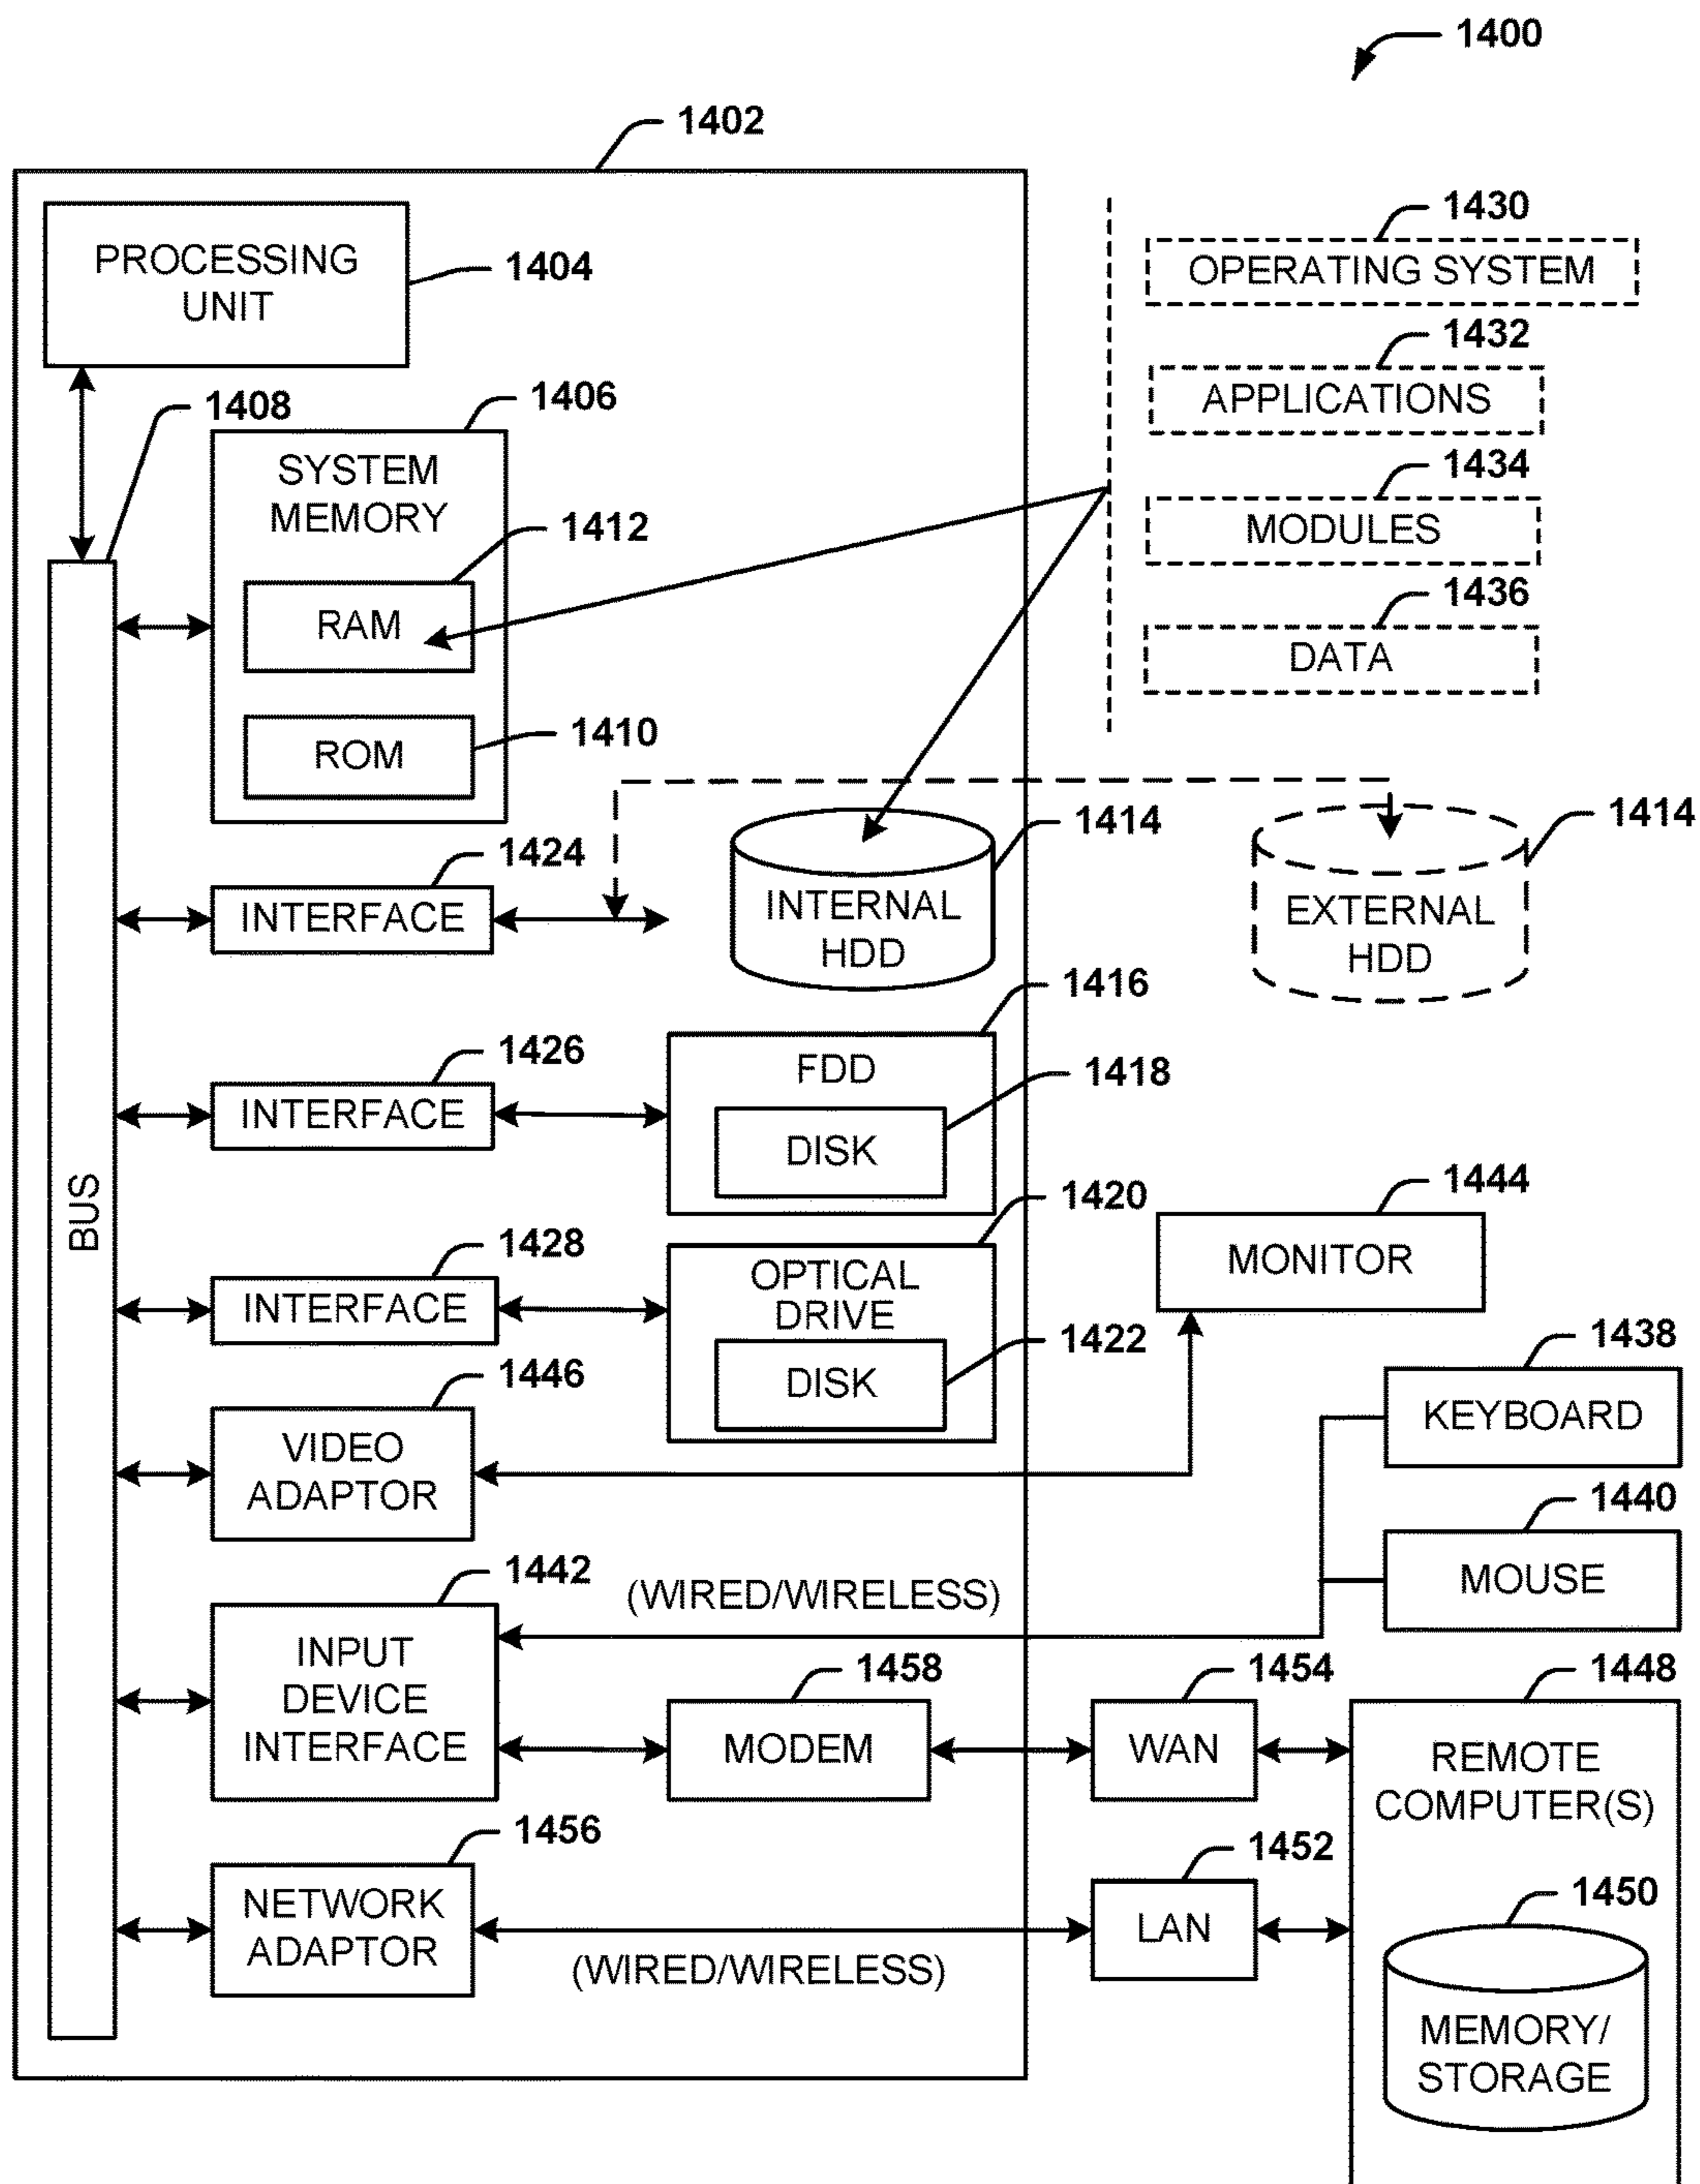 1400
1402
PROCESSING
UNIT
1404
1430
OPERATING SYSTEM
1432
APPLICATIONS
1434
MODULES
1436
DATA
1408
1406
SYSTEM
MEMORY
1412
RAM
1410
ROM
1424
INTERFACE
1414
INTERNAL
HDD
1414
EXTERNAL
HDD
1416
FDD
1418
DISK
1426
INTERFACE
BUS
1420
OPTICAL
DRIVE
1422
DISK
1428
INTERFACE
1444
MONITOR
1446
VIDEO
ADAPTOR
1438
KEYBOARD
1440
MOUSE
1442
INPUT
DEVICE
INTERFACE
(WIRED/WIRELESS)
1458
MODEM
1454
WAN
1448
REMOTE
COMPUTER(S)
1456
NETWORK
ADAPTOR
(WIRED/WIRELESS)
1452
LAN
1450
MEMORY/
STORAGE